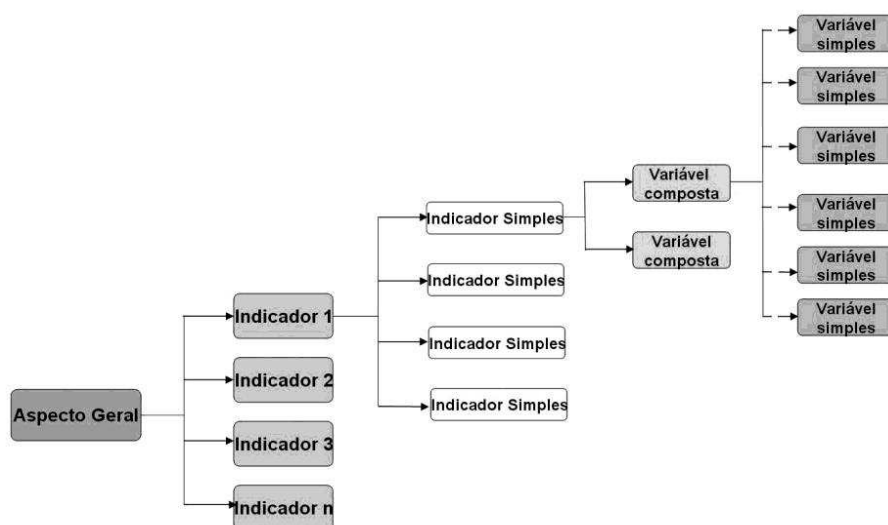 Aspecto Geral
Indicador 1
Indicador 2
Indicador 3
Indicador n
Indicador Simples
Indicador Simples
Indicador Simples
Indicador Simples
Variável
composta
Variável
composta
Variável
simples
Variável
simples
Variável
simples
Variável
simples
Variável
simples
Variável
simples